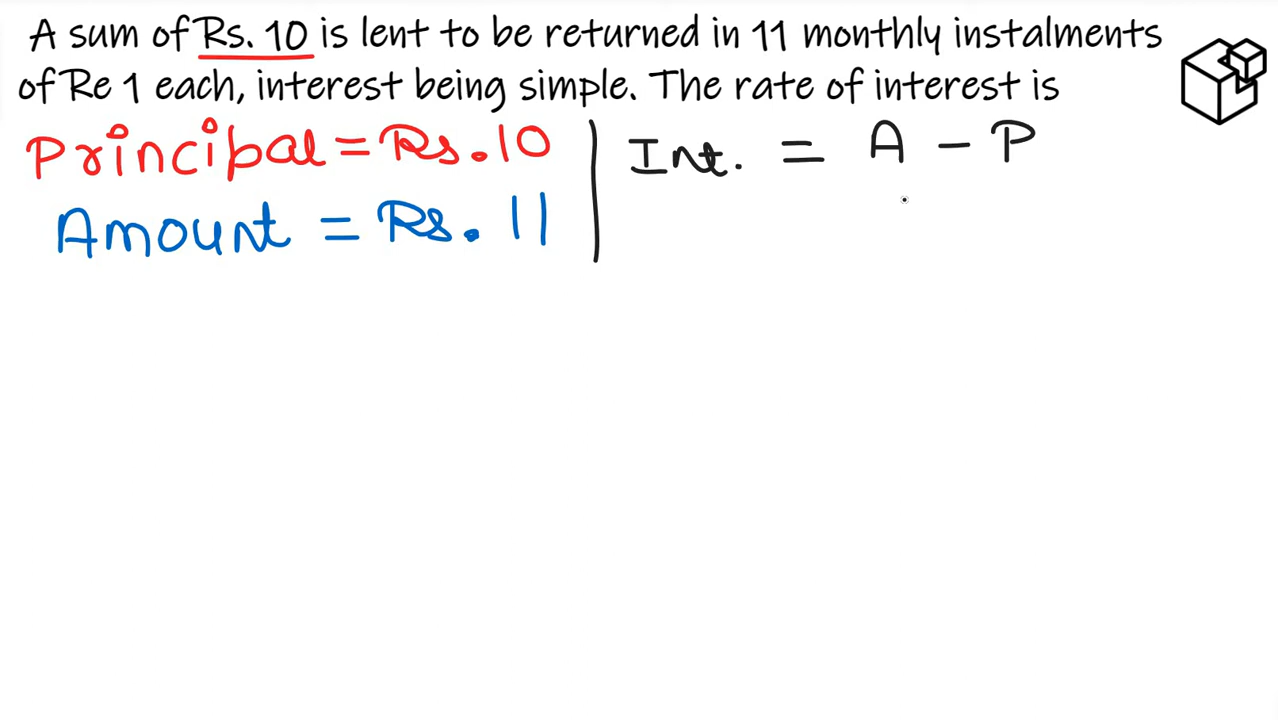 A sum of Rs. 10 is lent to be returned in 11 monthly instalments
of Re 1 each, interest being simple. The rate of interest is
Principal = Rs. 10
Int. = A - P
Amount = Rs. 11